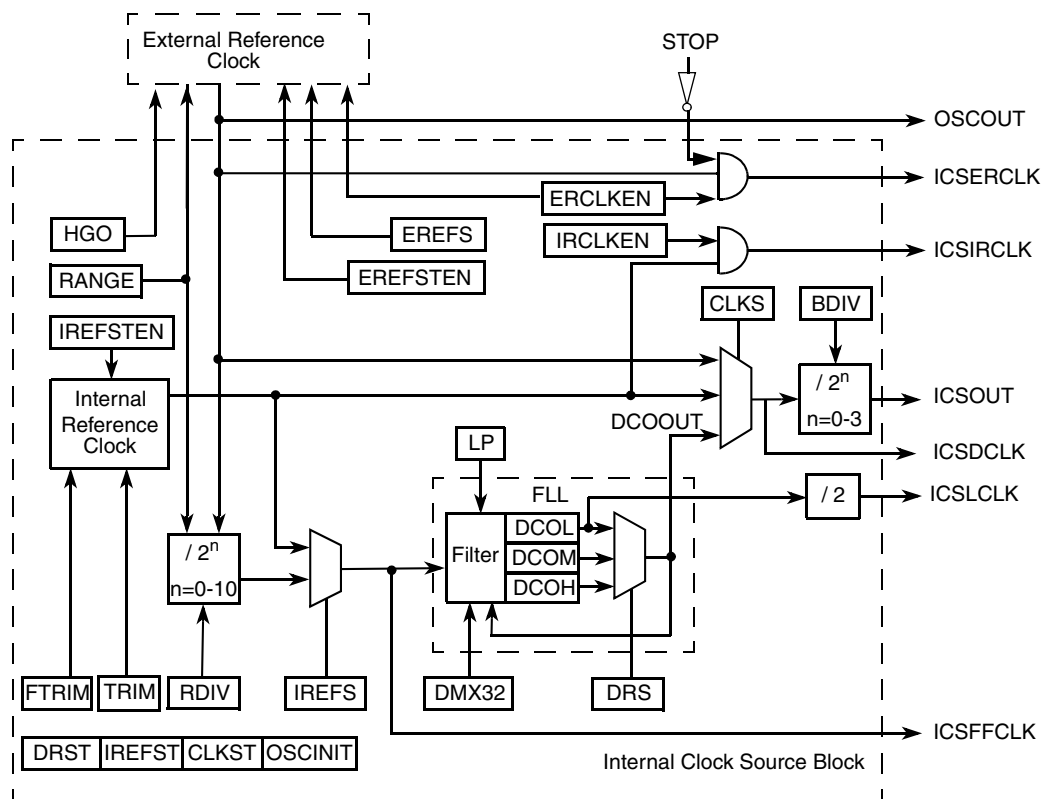 External Reference
Clock
STOP
OSCOUT
ICSERCLK
ERCLKEN
HGO
EREFS
IRCLKEN
ICSIRCLK
RANGE
EREFSTEN
CLKS
BDIV
IREFSTEN
Internal
Reference
Clock
/ 2n
n=0-3
ICSOUT
DCOOUT
LP
ICSDCLK
FLL
/ 2
ICSLCLK
DCOL
/ 2n
n=0-10
Filter
DCOM
DCOH
FTRIM
TRIM
RDIV
IREFS
DMX32
DRS
ICSFFCLK
DRST
IREFST
CLKST
OSCINIT
Internal Clock Source Block